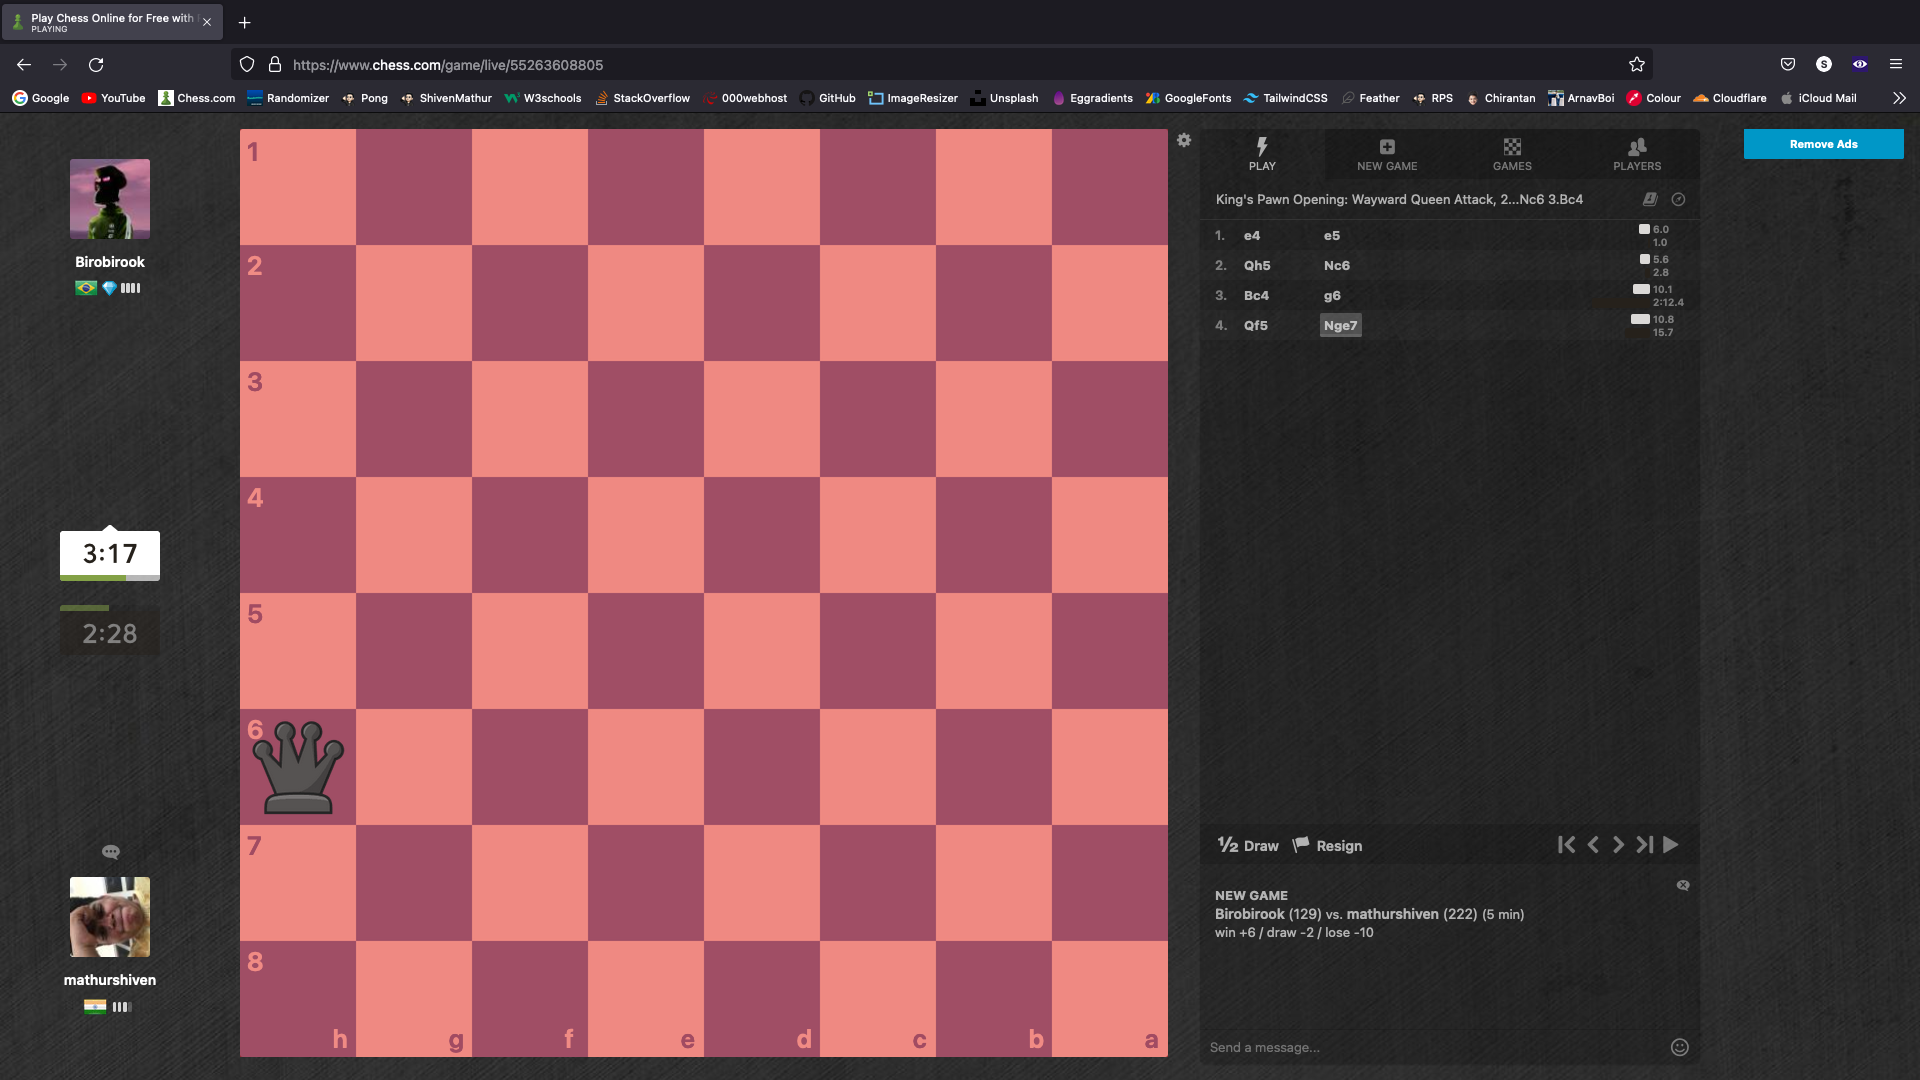 Play Chess Online for Free with
PLAYING
https://www.chess.com/game/live/55263608805
Google YouTube Chess.com Randomizer Pong ShivenMathur W3schools StackOverflow 000webhost GitHub ImageResizer Unsplash Eggradients GoogleFonts TailwindCSS Feather RPS Chirantan ArnavBoi Colour Cloudflare iCloud Mail
Birobirook
3:17
2:28
mathurshiven
1
2
3
4
5
6
7
8
h g f e d c b a
PLAY NEW GAME GAMES PLAYERS
King's Pawn Opening: Wayward Queen Attack, 2...Nc6 3.Bc4
1. e4 e5 6.0
1.0
2. Qh5 Nc6 5.6
2.8
3. Bc4 g6 10.1
2:12.4
4. Qf5 Nge7 10.8
15.7
½ Draw Resign
NEW GAME
Birobirook (129) vs. mathurshiven (222) (5 min)
win +6 / draw -2 / lose -10
Send a message...
Remove Ads